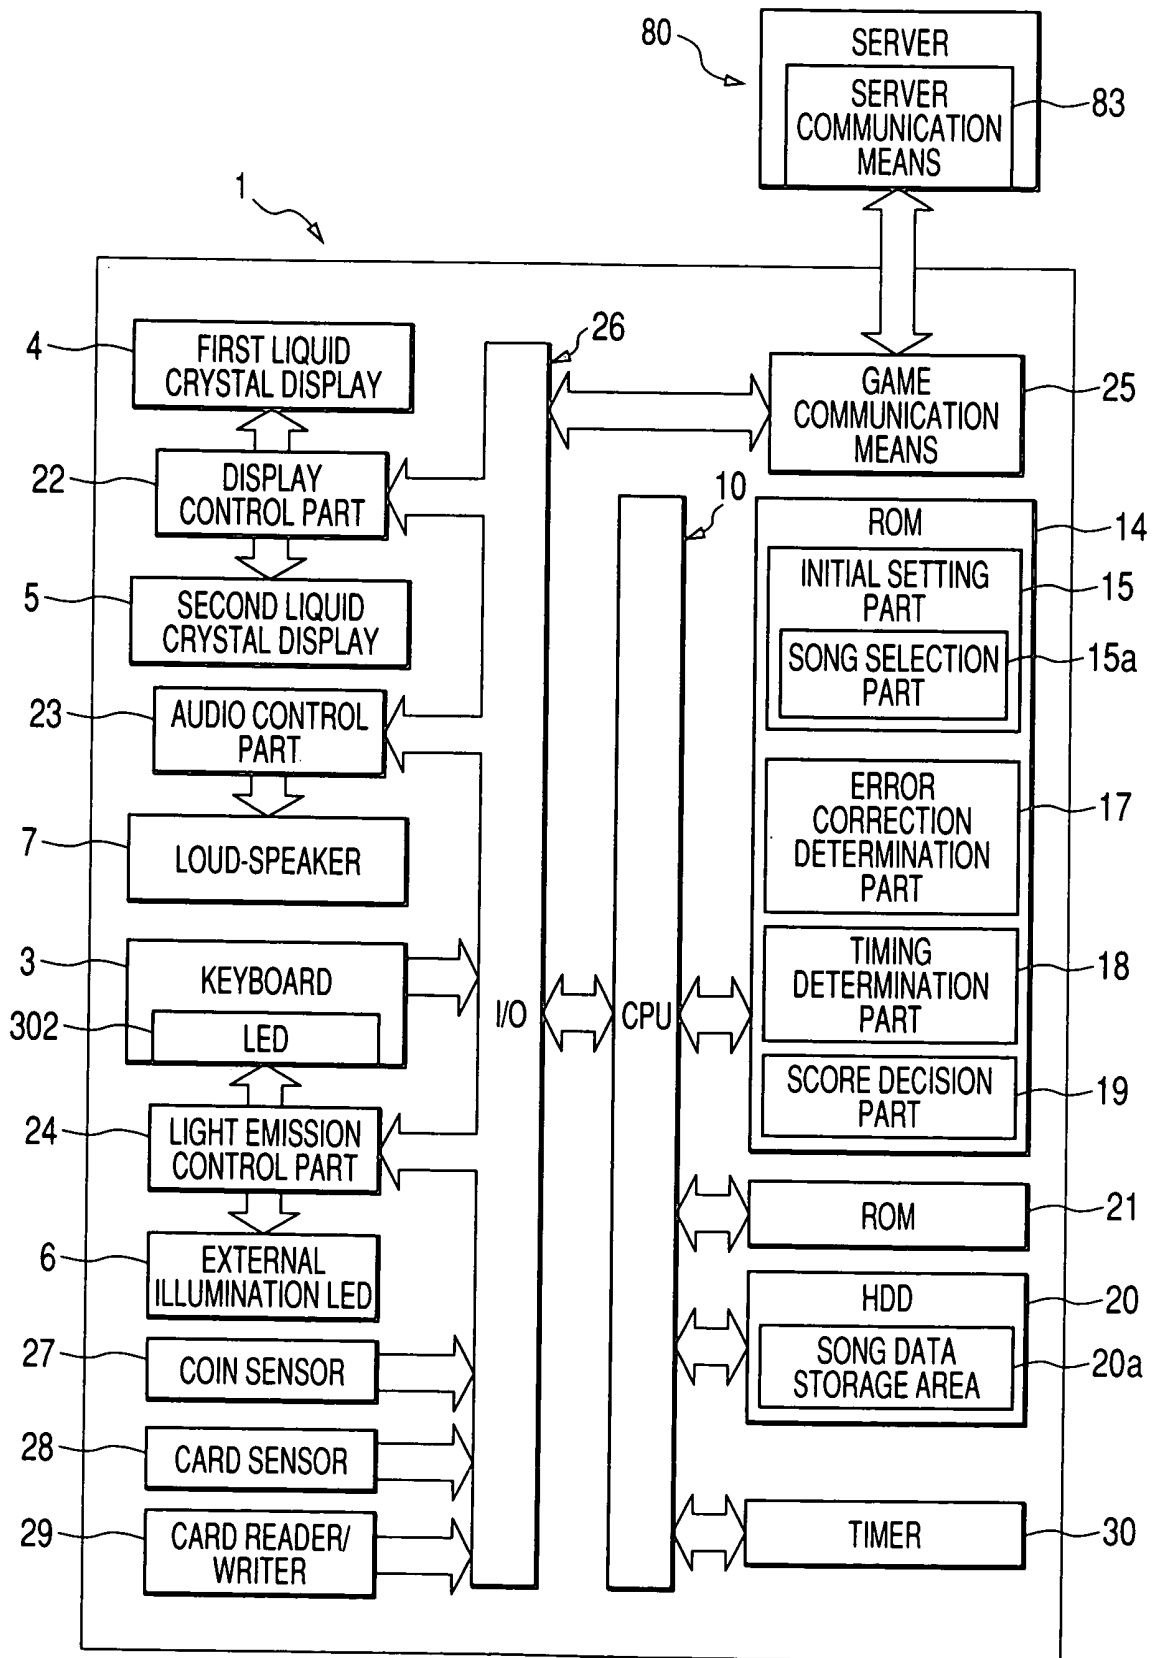 80
SERVER
SERVER
COMMUNICATION
MEANS
83
1
4
FIRST LIQUID
CRYSTAL DISPLAY
26
GAME
COMMUNICATION
MEANS
25
22
DISPLAY
CONTROL PART
10
ROM
14
INITIAL SETTING
PART
15
SONG SELECTION
PART
15a
5
SECOND LIQUID
CRYSTAL DISPLAY
23
AUDIO CONTROL
PART
ERROR
CORRECTION
DETERMINATION
PART
17
7
LOUD-SPEAKER
3
KEYBOARD
302
LED
I/O
CPU
TIMING
DETERMINATION
PART
18
SCORE DECISION
PART
19
24
LIGHT EMISSION
CONTROL PART
ROM
21
6
EXTERNAL
ILLUMINATION LED
HDD
20
SONG DATA
STORAGE AREA
20a
27
COIN SENSOR
28
CARD SENSOR
29
CARD READER/
WRITER
TIMER
30